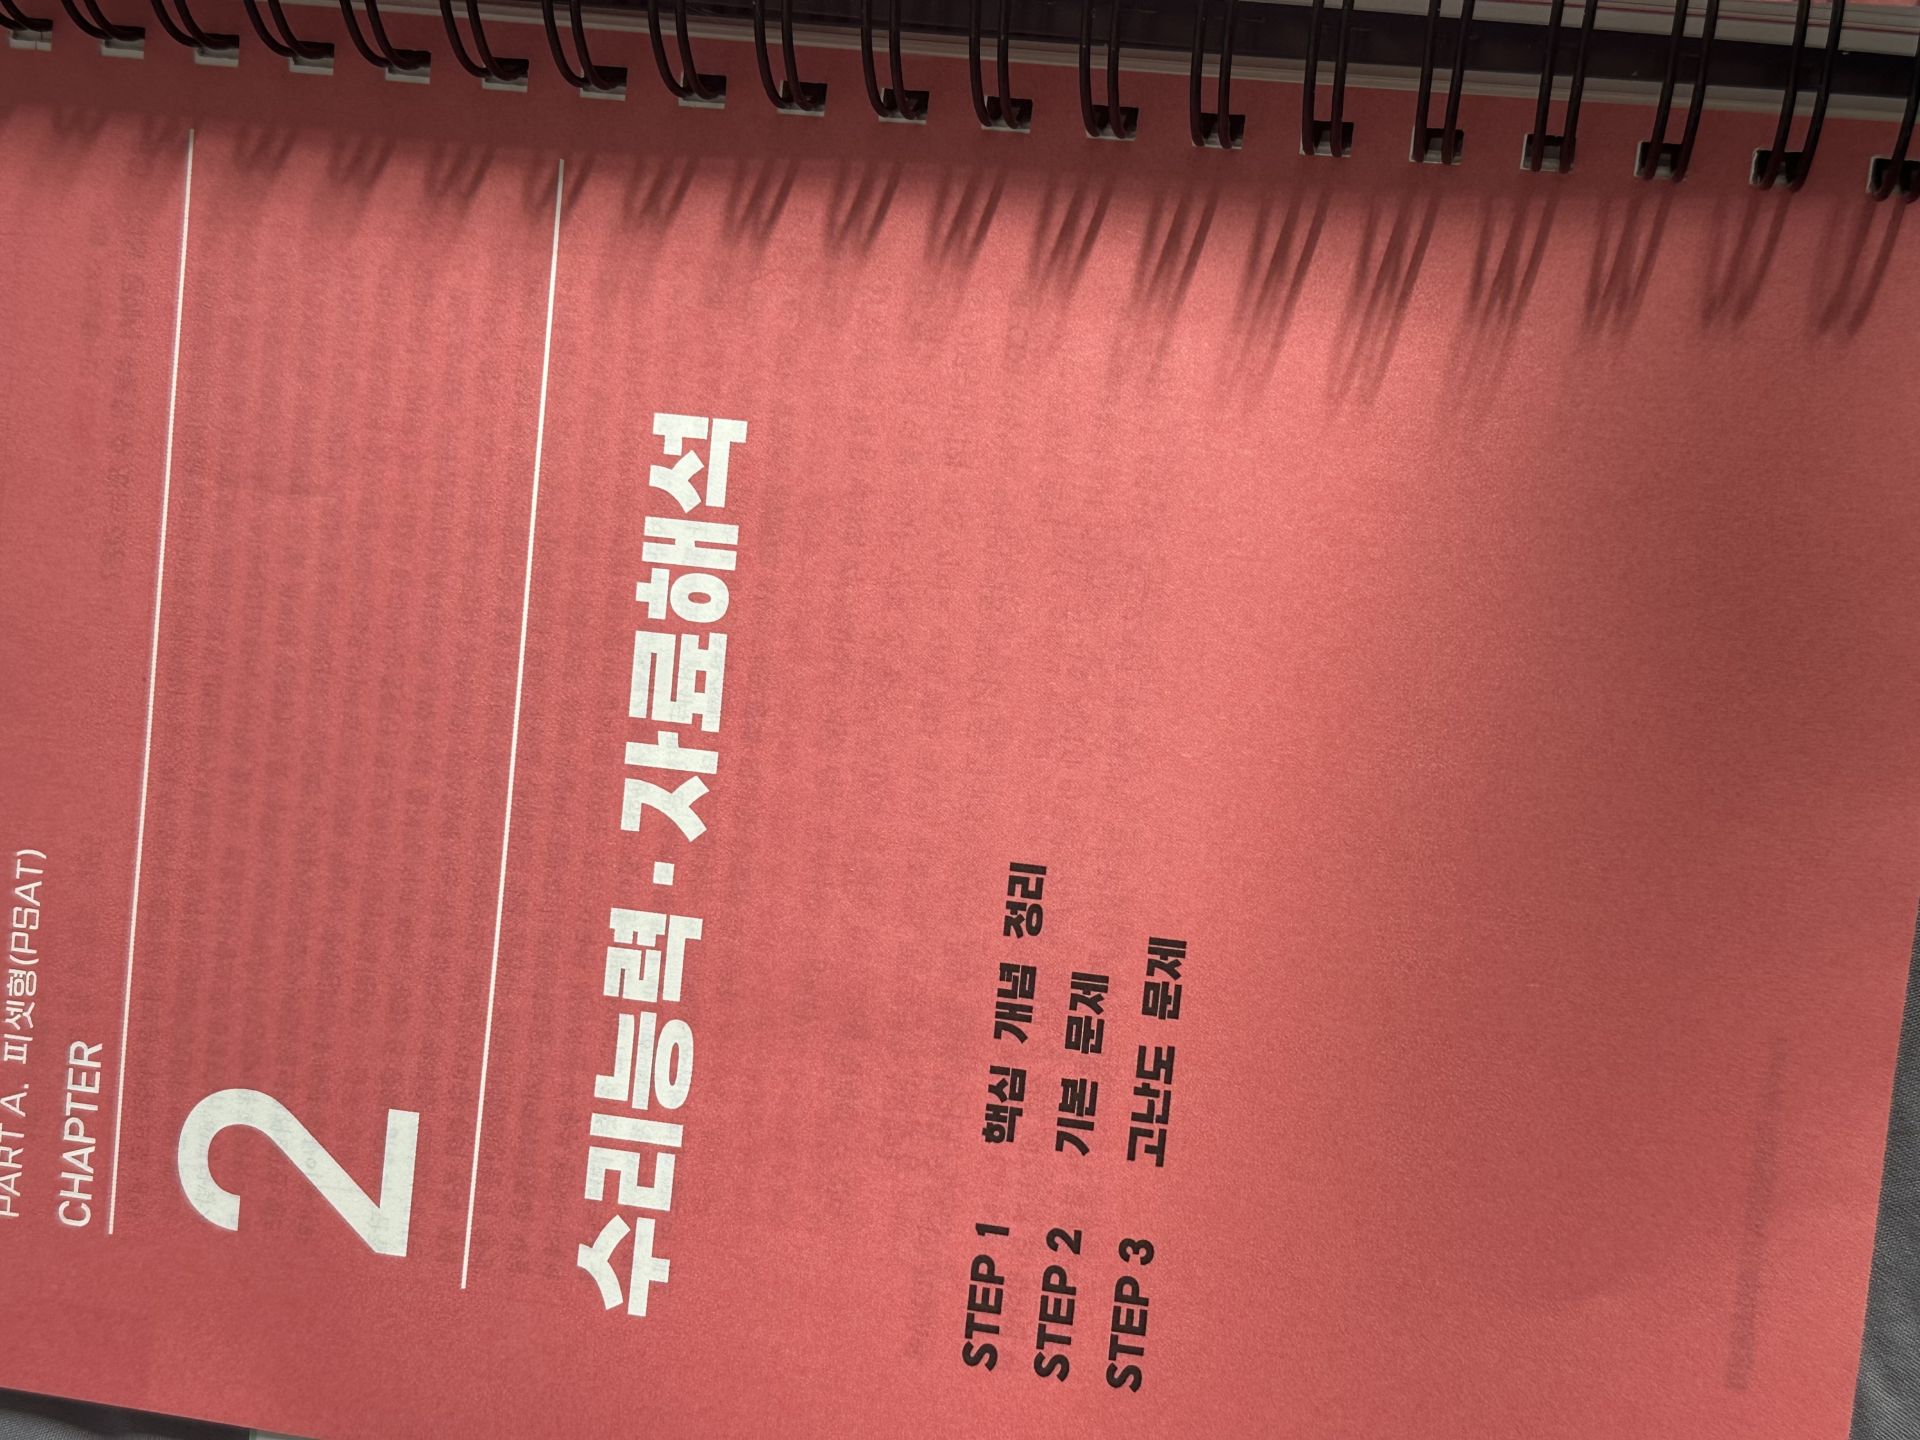 PART A. 피셋형(PSAT)
CHAPTER
2
수리능력·자료해석
STEP 1 핵심 개념 정리
STEP 2 기본 문제
STEP 3 고난도 문제